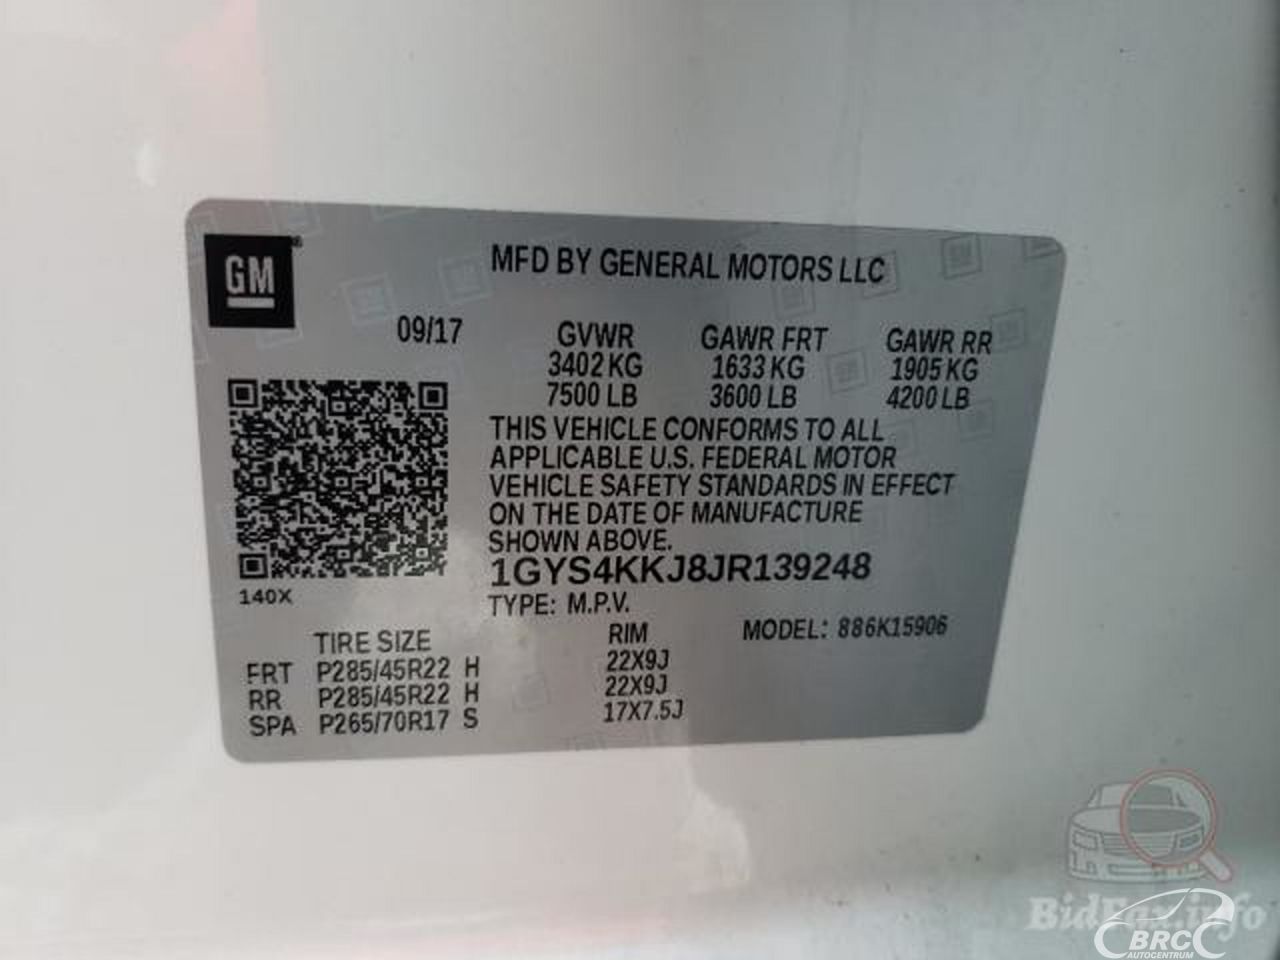 GM ®
MFD BY GENERAL MOTORS LLC
09/17 GVWR GAWR FRT GAWR RR
3402 KG 1633 KG 1905 KG
7500 LB 3600 LB 4200 LB
THIS VEHICLE CONFORMS TO ALL
APPLICABLE U.S. FEDERAL MOTOR
VEHICLE SAFETY STANDARDS IN EFFECT
ON THE DATE OF MANUFACTURE
SHOWN ABOVE.
1GYS4KKJ8JR139248
140X
TYPE: M.P.V.
TIRE SIZE RIM MODEL: 886K15906
FRT P285/45R22 H 22X9J
RR P285/45R22 H 22X9J
SPA P265/70R17 S 17X7.5J
BidFax.info
BRC
AUTOCENTRUM